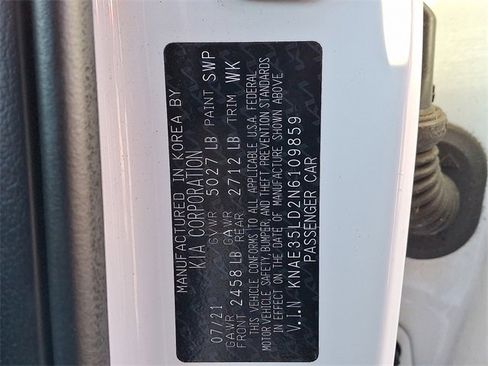 MANUFACTURED IN KOREA BY
KIA CORPORATION
07/21 GVWR 5027 LB PAINT SWP
GAWR FRONT 2458 LB GAWR REAR 2712 LB TRIM WK
THIS VEHICLE CONFORMS TO ALL APPLICABLE U.S.A. FEDERAL
MOTOR VEHICLE SAFETY, BUMPER, AND THEFT PREVENTION STANDARDS
IN EFFECT ON THE DATE OF MANUFACTURE SHOWN ABOVE
V.I.N KNAE35LD2N6109859
PASSENGER CAR